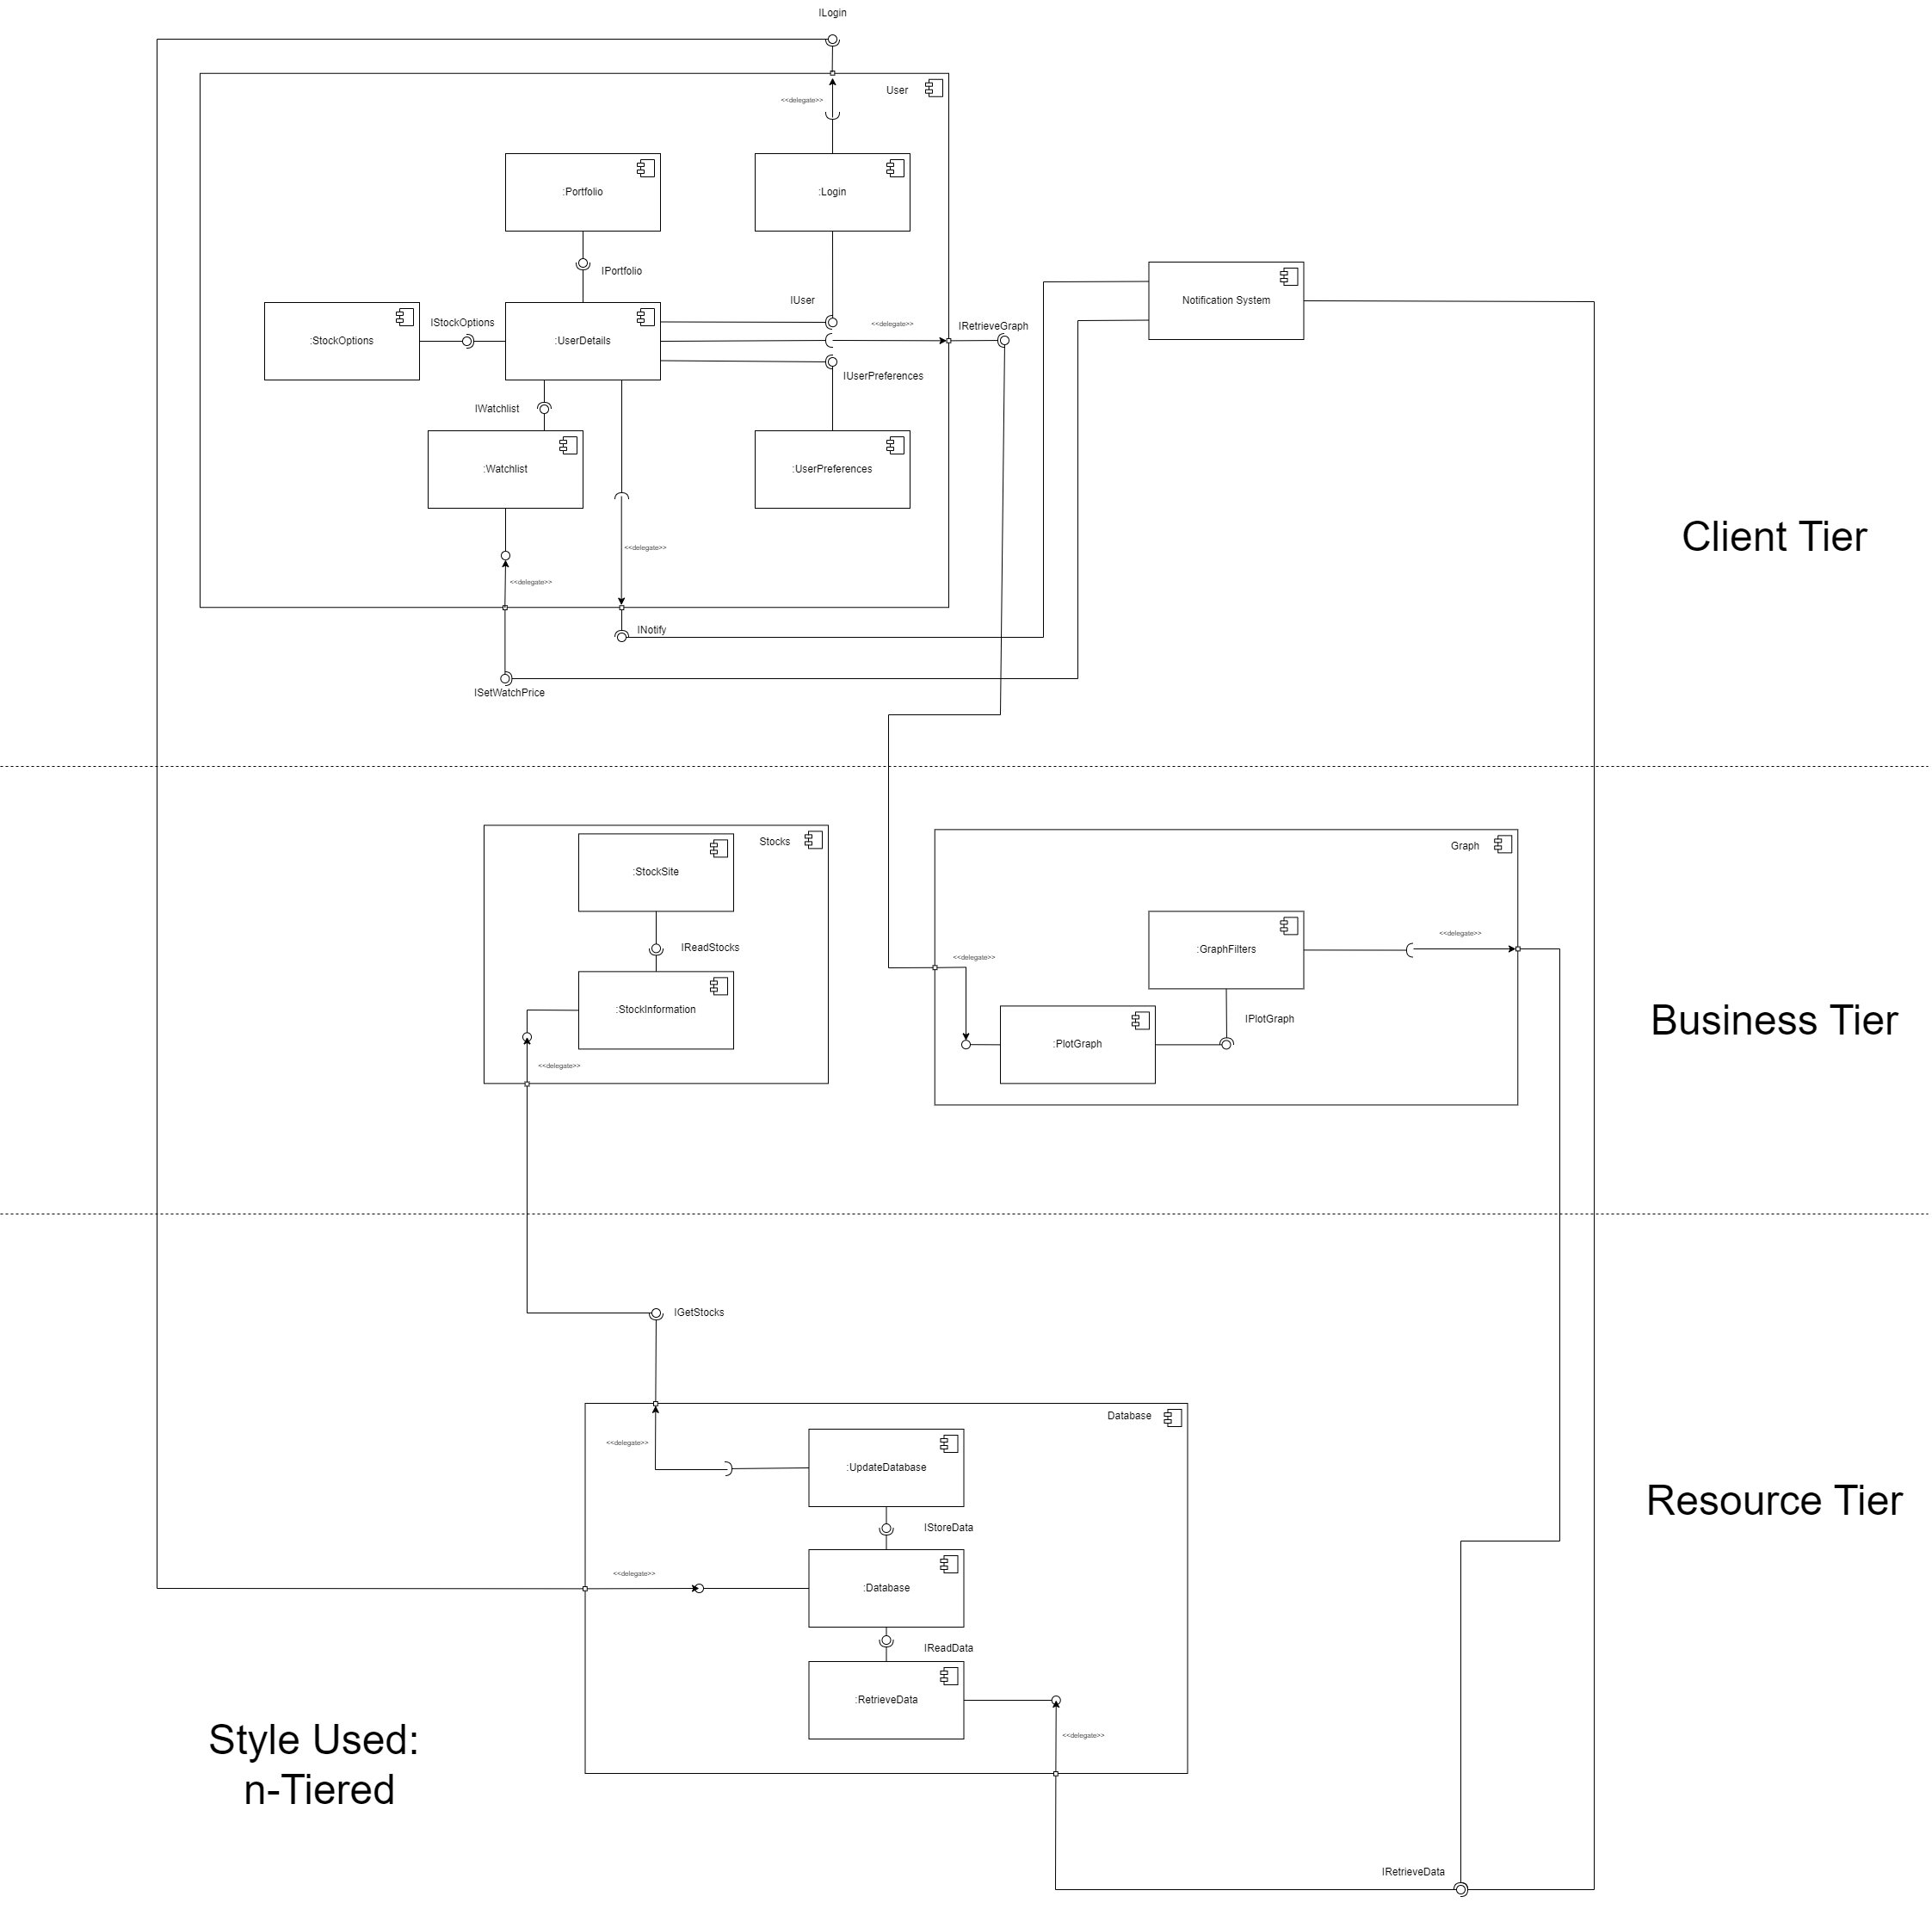 ILogin
User
<<delegate>>
:Portfolio
:Login
IPortfolio
IUser
Notification System
IStockOptions
<<delegate>>
IRetrieveGraph
:StockOptions
:UserDetails
IUserPreferences
IWatchlist
:Watchlist
:UserPreferences
Client Tier
<<delegate>>
<<delegate>>
INotify
ISetWatchPrice
Stocks
Graph
:StockSite
<<delegate>>
IReadStocks
:GraphFilters
<<delegate>>
:StockInformation
IPlotGraph
Business Tier
:PlotGraph
<<delegate>>
IGetStocks
Database
<<delegate>>
:UpdateDatabase
Resource Tier
IStoreData
<<delegate>>
:Database
IReadData
:RetrieveData
<<delegate>>
Style Used:
n-Tiered
IRetrieveData